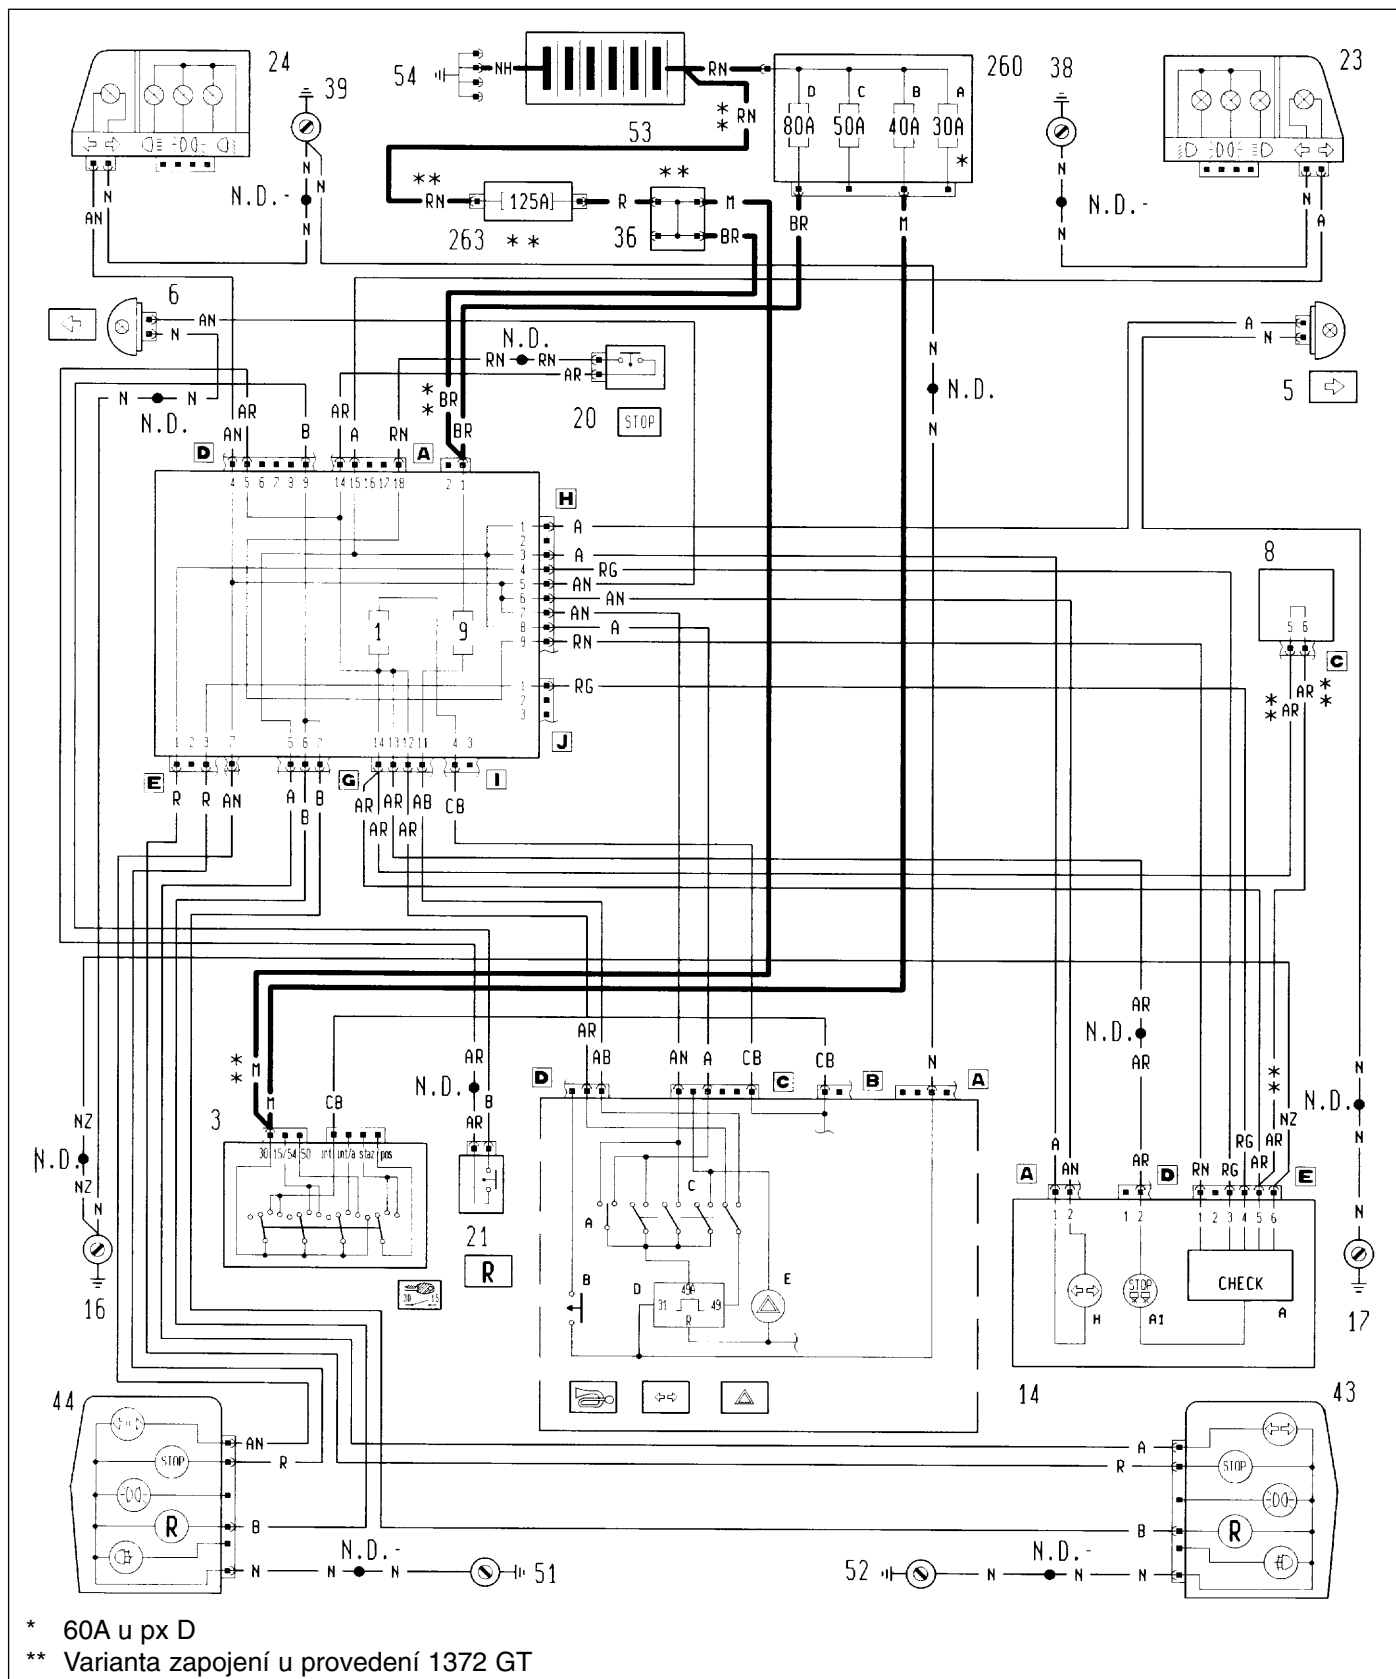 24
39
54
NH
RN
53
* * RN
260
38
23
D C B A
80A 50A 40A 30A
*
N N
N.D.-
AN N
N
**
RN
125A
263 **
R
**
36
M
BR
BR
M
N
N.D.-
N
N A
6
AN
N
N.D.
RN RN
AR
20
STOP
N
N.D.
N
A
N
5
N N
N.D.
AR
AN
B
AR
A
RN
* * BR
BR
D
A
4 5 6 7 8 9
14 15 16 17 18
2 1
H
1 A
2
3 A
4 RG
5 AN
6 AN
7 AN
8 A
9 RN
1
9
1 RG
2
3
J
8
5 6
C
* * AR
AR * *
1 2 3 7
5 6 7
14 13 12 11
4 3
E
G
I
R R AN
A B B
AR AR AR AR AB
CB
AR
N.D.
AR
* * M
M
CB
AR
N.D.
AR
B
3
30 15/54 50 int int/a staz pos
30 15
21
R
NZ
N.D.
NZ
N
16
AR
AB
AN A CB
CB
N
D
C
B
A
A
B
C
D
31
49A
49
R
E
A AN
AR
RN RG RG AR AR * * NZ
A
D
E
1 2
1 2
1 2 3 4 5 6
STOP
CHECK
H
A1
A
14
N
N.D.
N
N
17
44
STOP
R
AN
R
B
N
N
N.D.-
N
51
43
A
R
B
N
STOP
R
52
N
N.D.-
N
* 60A u px D
** Varianta zapojení u provedení 1372 GT